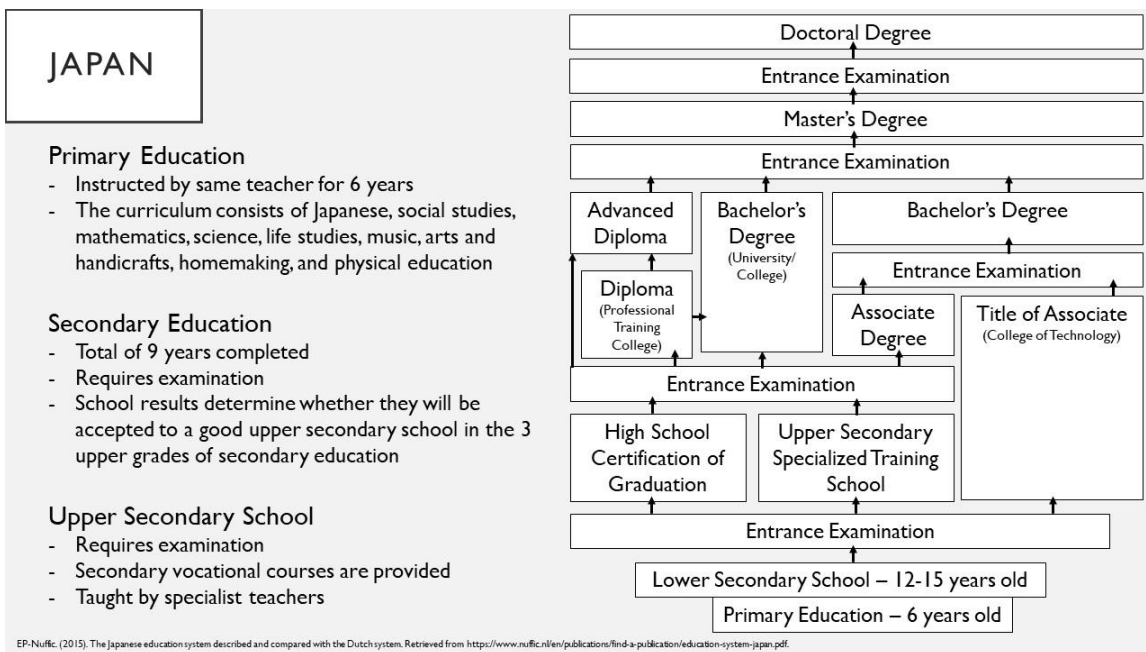 JAPAN
Primary Education
- Instructed by same teacher for 6 years
- The curriculum consists of Japanese, social studies,
mathematics, science, life studies, music, arts and
handicrafts, homemaking, and physical education
Secondary Education
- Total of 9 years completed
- Requires examination
- School results determine whether they will be
accepted to a good upper secondary school in the 3
upper grades of secondary education
Upper Secondary School
- Requires examination
- Secondary vocational courses are provided
- Taught by specialist teachers
Doctoral Degree
Entrance Examination
Master's Degree
Entrance Examination
Advanced
Diploma
Bachelor's
Degree
(University/
College)
Bachelor's Degree
Entrance Examination
Diploma
(Professional
Training
College)
Associate
Degree
Title of Associate
(College of Technology)
Entrance Examination
High School
Certification of
Graduation
Upper Secondary
Specialized Training
School
Entrance Examination
Lower Secondary School – 12-15 years old
Primary Education – 6 years old
EP-Nuffic. (2015). The Japanese education system described and compared with the Dutch system. Retrieved from https://www.nuffic.nl/en/publications/find-a-publication/education-system-japan.pdf.